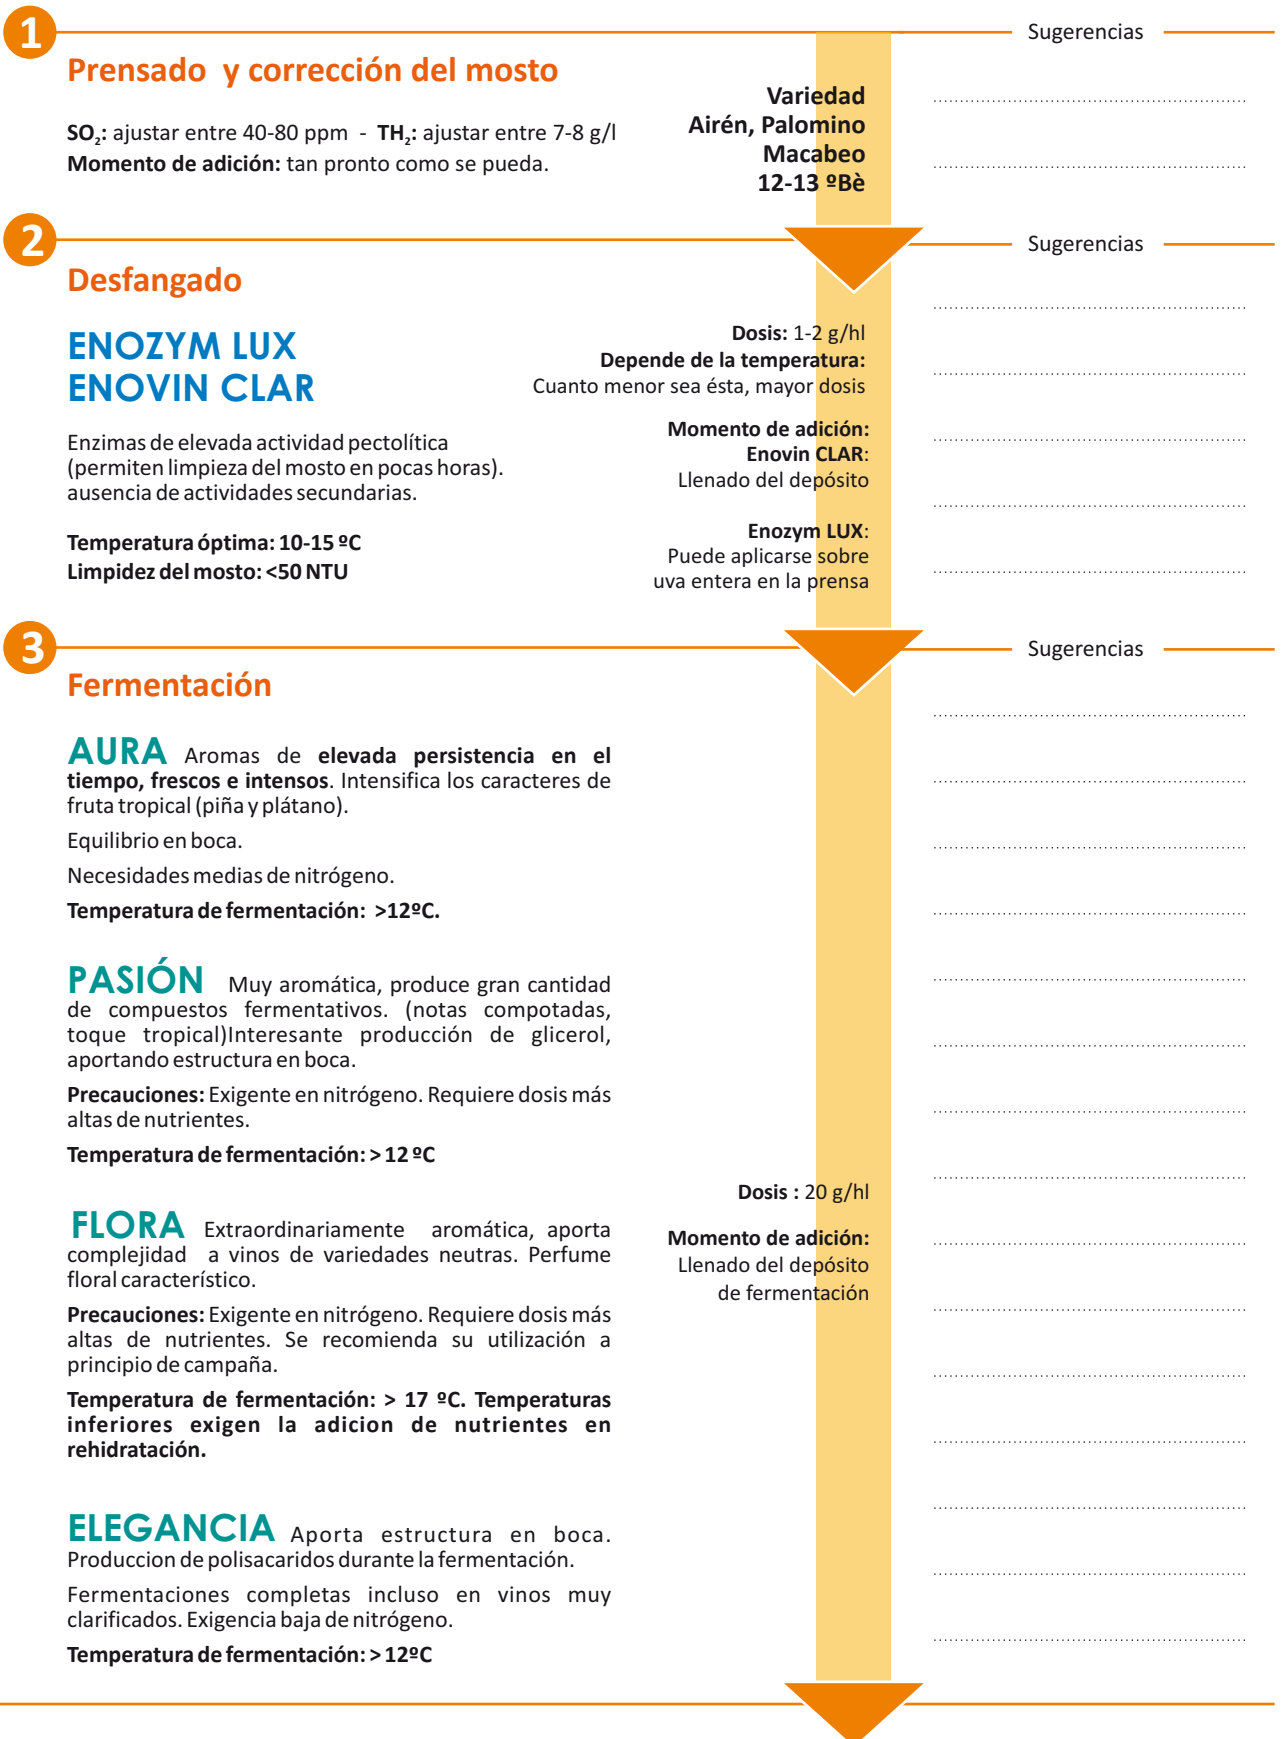 1
Sugerencias
Prensado y corrección del mosto
SO2: ajustar entre 40-80 ppm - TH2: ajustar entre 7-8 g/l
Momento de adición: tan pronto como se pueda.
Variedad
Airén, Palomino
Macabeo
12-13 ºBè
2
Sugerencias
Desfangado
ENOZYM LUX
ENOVIN CLAR
Enzimas de elevada actividad pectolítica
(permiten limpieza del mosto en pocas horas).
ausencia de actividades secundarias.
Temperatura óptima: 10-15 ºC
Limpidez del mosto: <50 NTU
Dosis: 1-2 g/hl
Depende de la temperatura:
Cuanto menor sea ésta, mayor dosis
Momento de adición:
Enovin CLAR:
Llenado del depósito
Enozym LUX:
Puede aplicarse sobre
uva entera en la prensa
3
Sugerencias
Fermentación
AURA Aromas de elevada persistencia en el
tiempo, frescos e intensos. Intensifica los caracteres de
fruta tropical (piña y plátano).
Equilibrio en boca.
Necesidades medias de nitrógeno.
Temperatura de fermentación: >12ºC.
PASIÓN Muy aromática, produce gran cantidad
de compuestos fermentativos. (notas compotadas,
toque tropical)Interesante producción de glicerol,
aportando estructura en boca.
Precauciones: Exigente en nitrógeno. Requiere dosis más
altas de nutrientes.
Temperatura de fermentación: > 12 ºC
FLORA Extraordinariamente aromática, aporta
complejidad a vinos de variedades neutras. Perfume
floral característico.
Precauciones: Exigente en nitrógeno. Requiere dosis más
altas de nutrientes. Se recomienda su utilización a
principio de campaña.
Temperatura de fermentación: > 17 ºC. Temperaturas
inferiores exigen la adicion de nutrientes en
rehidratación.
ELEGANCIA Aporta estructura en boca.
Produccion de polisacaridos durante la fermentación.
Fermentaciones completas incluso en vinos muy
clarificados. Exigencia baja de nitrógeno.
Temperatura de fermentación: > 12ºC
Dosis : 20 g/hl
Momento de adición:
Llenado del depósito
de fermentación